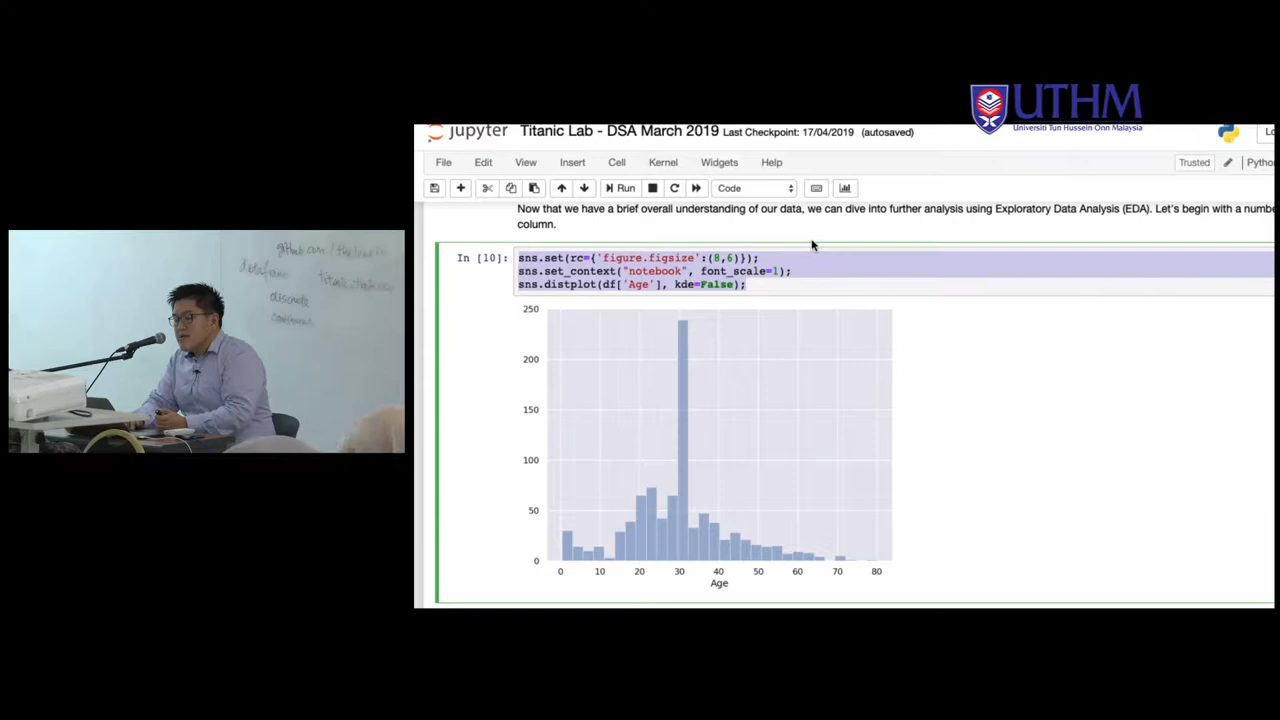 UTHM
Universiti Tun Hussein Onn Malaysia
jupyter Titanic Lab - DSA March 2019 Last Checkpoint: 17/04/2019 (autosaved)
File Edit View Insert Cell Kernel Widgets Help Trusted Python
Run Code
Now that we have a brief overall understanding of our data, we can dive into further analysis using Exploratory Data Analysis (EDA). Let's begin with a numbe
column.
In [10]: sns.set(rc={'figure.figsize':(8,6)});
sns.set_context("notebook", font_scale=1);
sns.distplot(df['Age'], kde=False);
250
200
150
100
50
0
0 10 20 30 40 50 60 70 80
Age
discrete